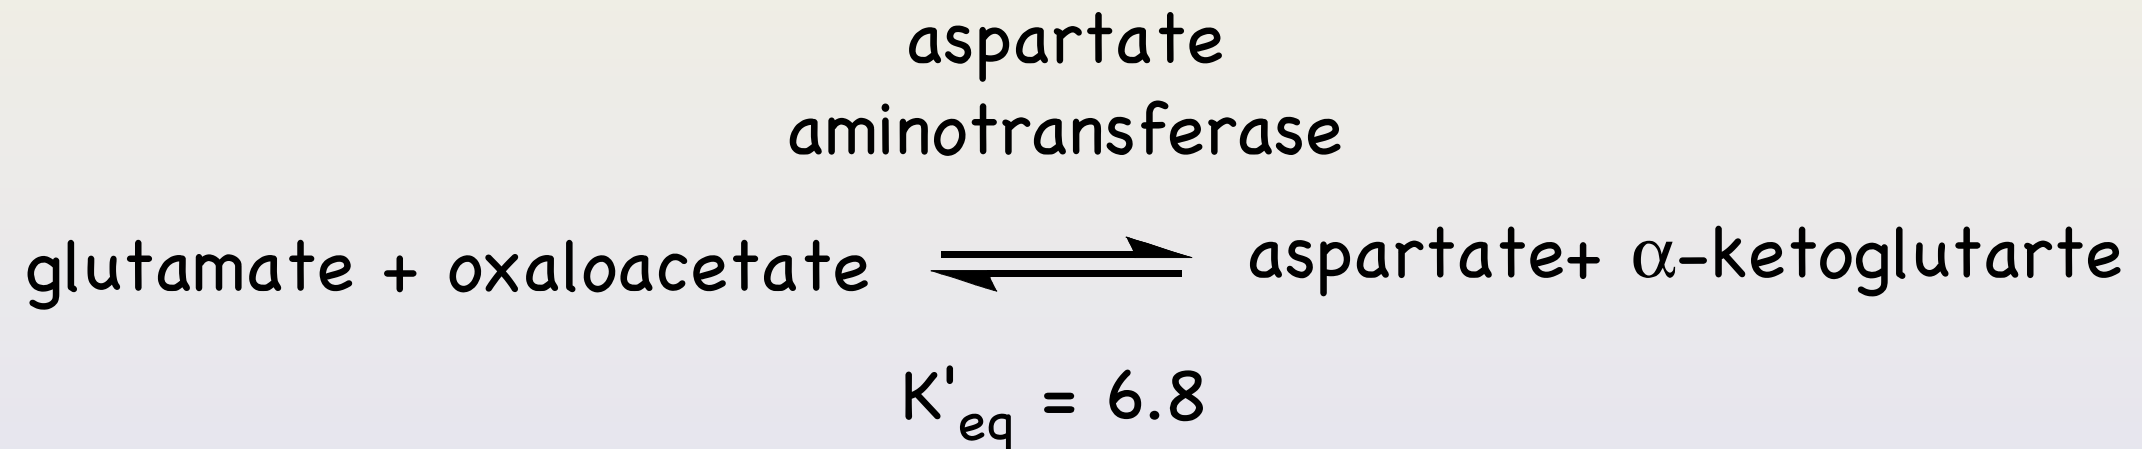 aspartate
aminotransferase
glutamate + oxaloacetate ⇌ aspartate+ α-ketoglutarte
K'eq = 6.8